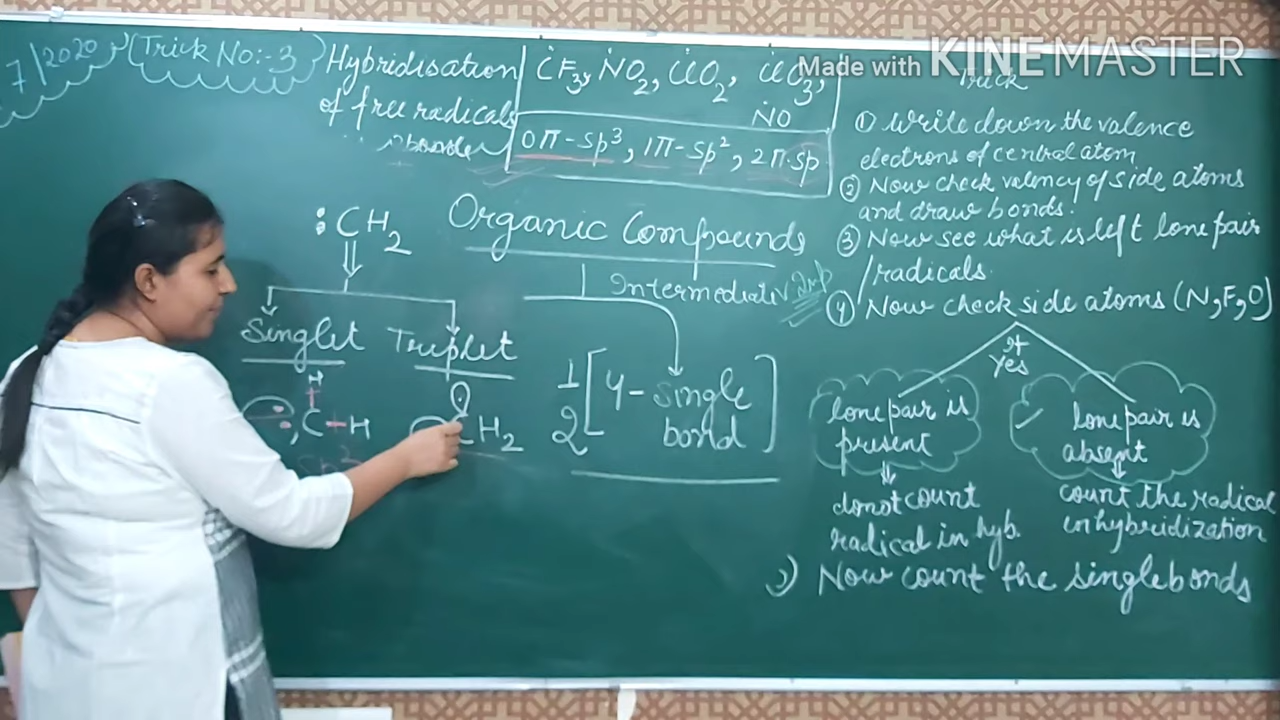 7/2020 (Trick No:-3)
Hybridisation
of free radicals
ĊF3, ṄO2, ĊlO2, ĊlO3,
ṄO
0π-sp3, 1π-sp2, 2π-sp
Made with KINEMASTER
Trick
① Write down the valence
electrons of central atom
② Now check valency of side atoms
and draw bonds.
③ Now see what is left lone pair
/radicals.
④ Now check side atoms (N,F,O)
If
Yes
lone pair is
present
⇓
donot count
radical in hyb.
lone pair is
absent
⇓
count the radical
in hybridization
Now count the single bonds
:CH2
⇓
Singlet
Triplet
H
C-H
H2
Organic Compounds
Intermediate
1/2 [4-single
bond]